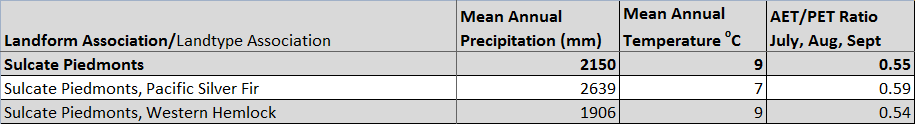 Landform Association/Landtype Association Mean Annual Precipitation (mm) Mean Annual Temperature °C AET/PET Ratio July, Aug, Sept
Sulcate Piedmonts 2150 9 0.55
Sulcate Piedmonts, Pacific Silver Fir 2639 7 0.59
Sulcate Piedmonts, Western Hemlock 1906 9 0.54